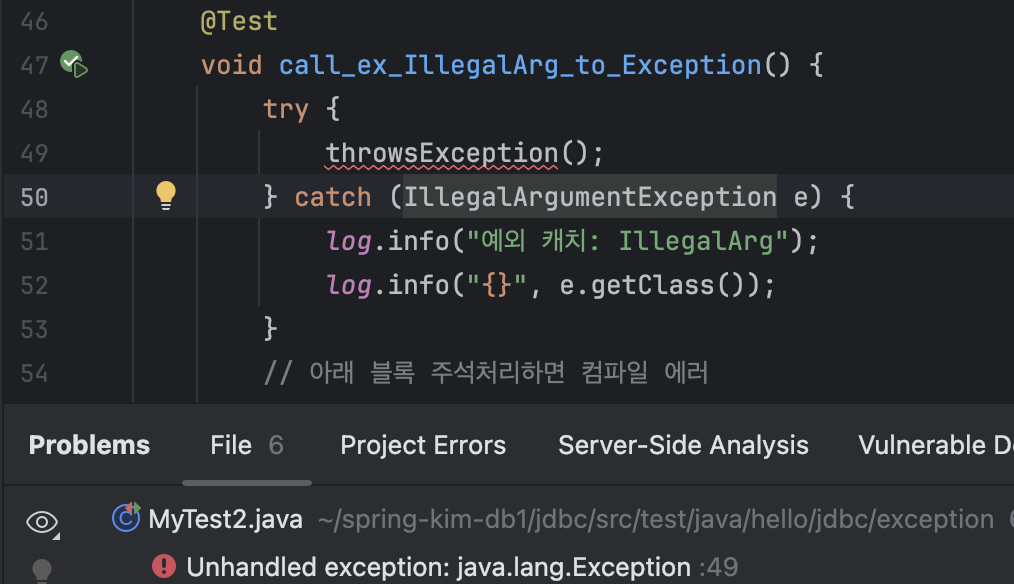 46 @Test
47 void call_ex_IllegalArg_to_Exception() {
48 try {
49 throwsException();
50 } catch (IllegalArgumentException e) {
51 log.info("예외 캐치: IllegalArg");
52 log.info("{}", e.getClass());
53 }
54 // 아래 블록 주석처리하면 컴파일 에러
Problems File 6 Project Errors Server-Side Analysis Vulnerable
MyTest2.java ~/spring-kim-db1/jdbc/src/test/java/hello/jdbc/exception
Unhandled exception: java.lang.Exception :49